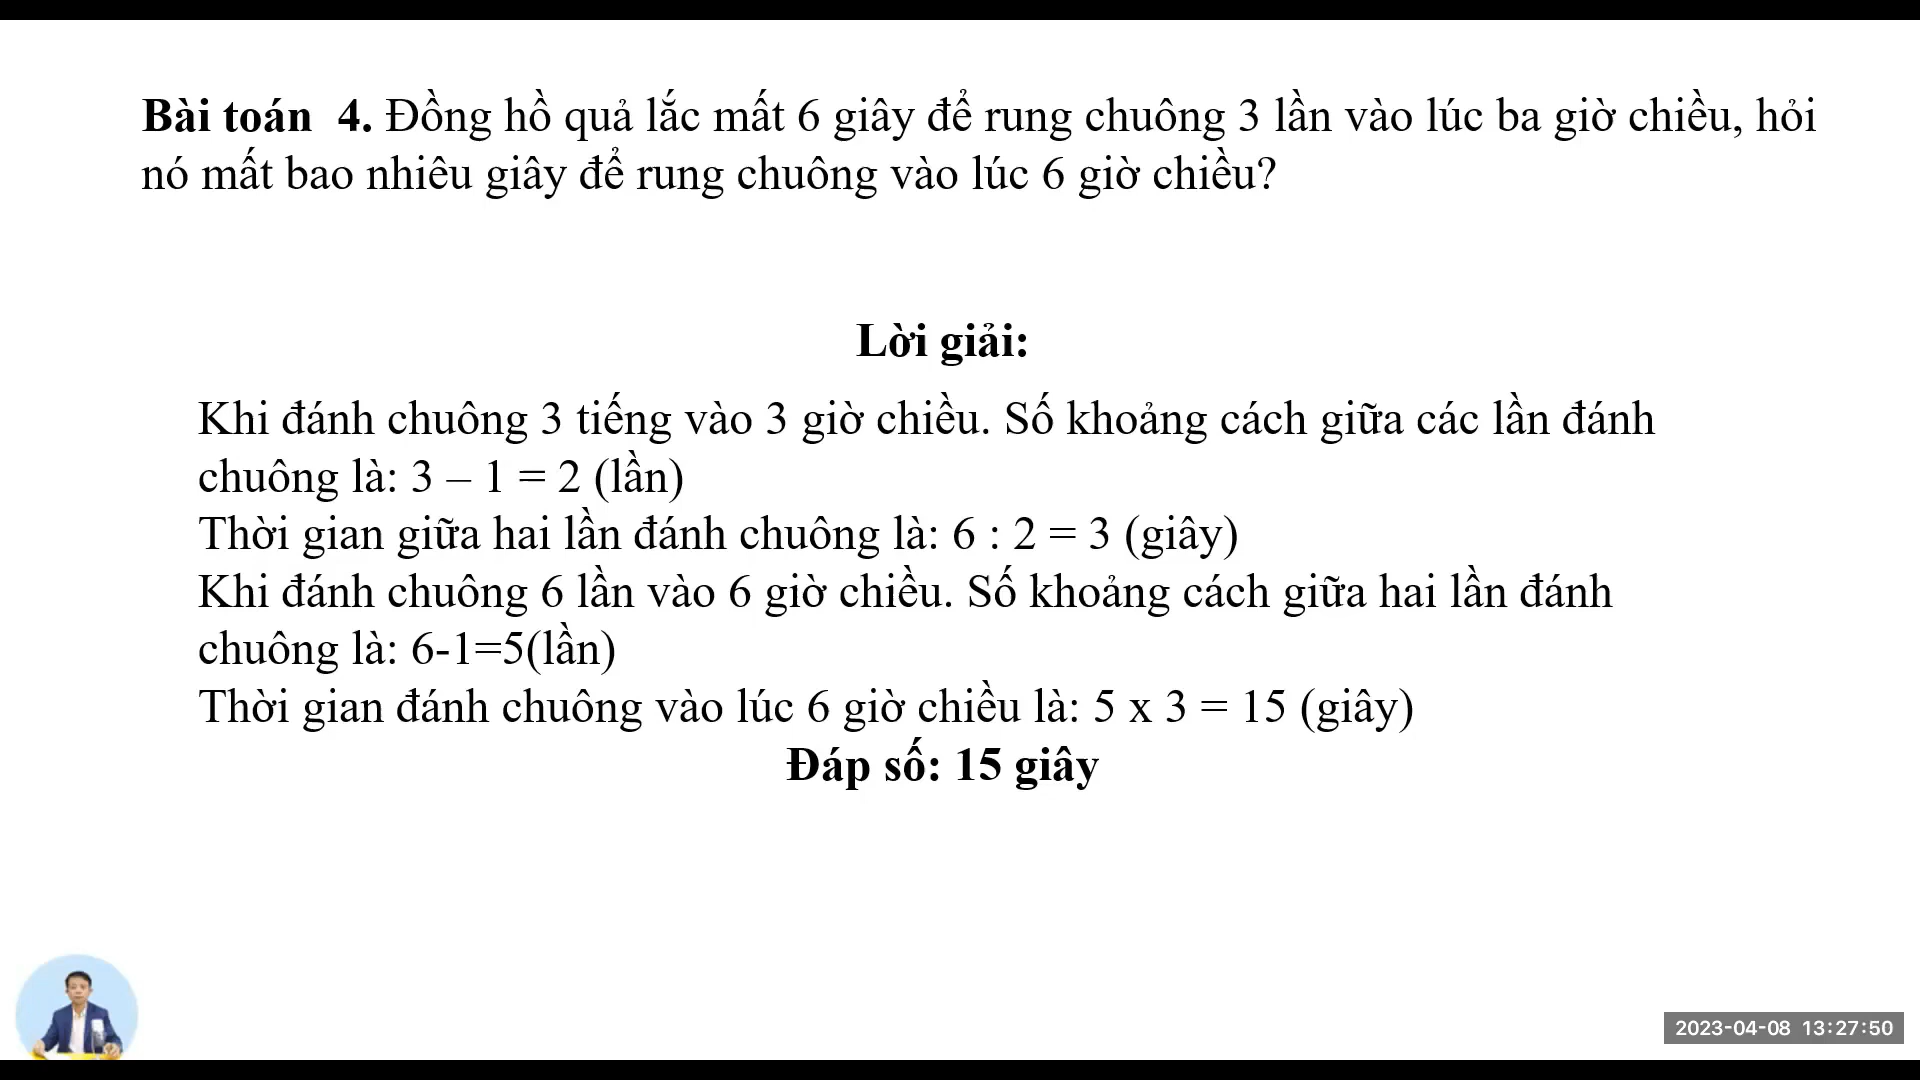 Bài toán 4. Đồng hồ quả lắc mất 6 giây để rung chuông 3 lần vào lúc ba giờ chiều, hỏi
nó mất bao nhiêu giây để rung chuông vào lúc 6 giờ chiều?
Lời giải:
Khi đánh chuông 3 tiếng vào 3 giờ chiều. Số khoảng cách giữa các lần đánh
chuông là: 3 – 1 = 2 (lần)
Thời gian giữa hai lần đánh chuông là: 6 : 2 = 3 (giây)
Khi đánh chuông 6 lần vào 6 giờ chiều. Số khoảng cách giữa hai lần đánh
chuông là: 6-1=5(lần)
Thời gian đánh chuông vào lúc 6 giờ chiều là: 5 x 3 = 15 (giây)
Đáp số: 15 giây
2023-04-08 13:27:50